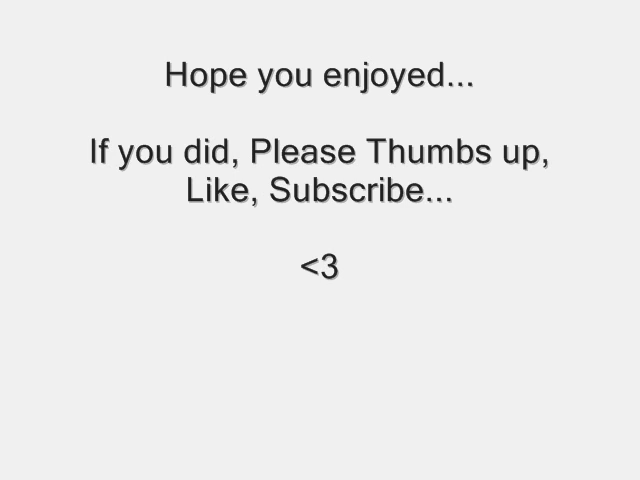 Hope you enjoyed...
If you did, Please Thumbs up,
Like, Subscribe...
<3